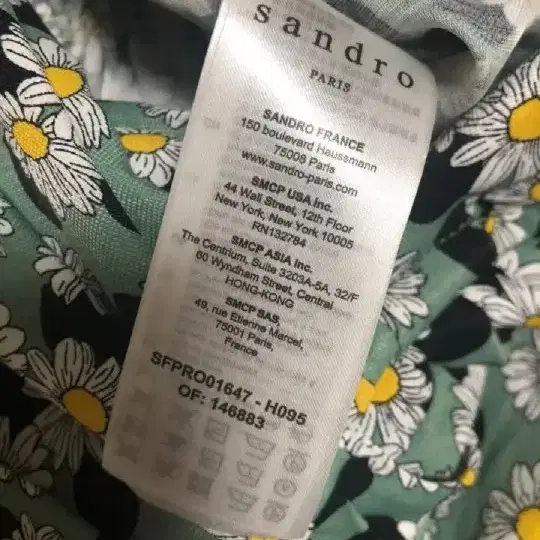 sandro
PARIS
SANDRO FRANCE
150 boulevard Haussmann
75008 Paris
www.sandro-paris.com
SMCP USA Inc.
44 Wall Street, 12th Floor
New York, New York 10005
RN132784
SMCP ASIA Inc.
The Centrium, Suite 3203A-5A, 32/F
60 Wyndham Street, Central
HONG-KONG
SMCP SAS,
49, rue Etienne Marcel,
75001 Paris,
France
SFPRO01647 - H095
OF: 146883